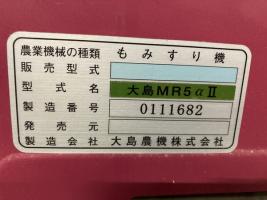 農業機械の種類 もみすり機
販売型式
型式名 大島MR5αⅡ
製造番号 0111682
発売元
製造会社 大島農機株式会社